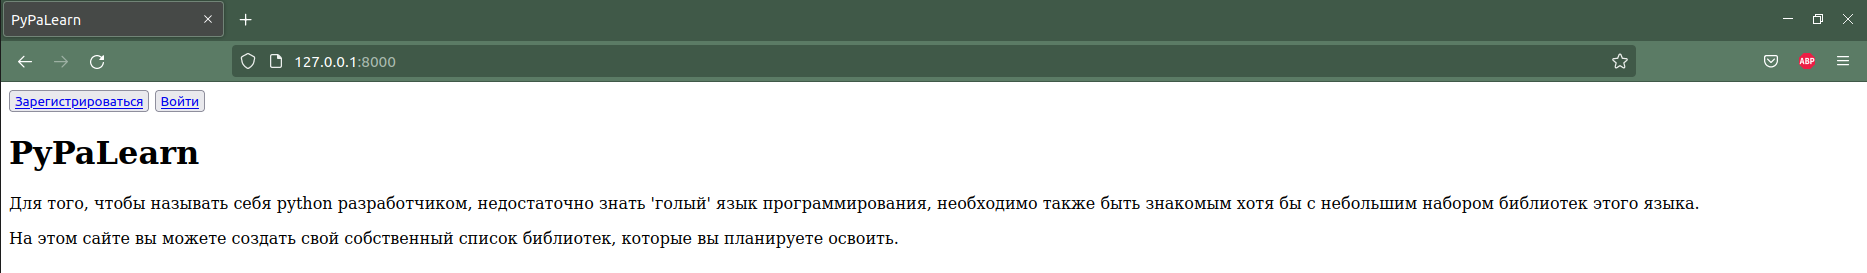 PyPaLearn
127.0.0.1:8000
ABP
Зарегистрироваться Войти
PyPaLearn
Для того, чтобы называть себя python разработчиком, недостаточно знать 'голый' язык программирования, необходимо также быть знакомым хотя бы с небольшим набором библиотек этого языка.
На этом сайте вы можете создать свой собственный список библиотек, которые вы планируете освоить.